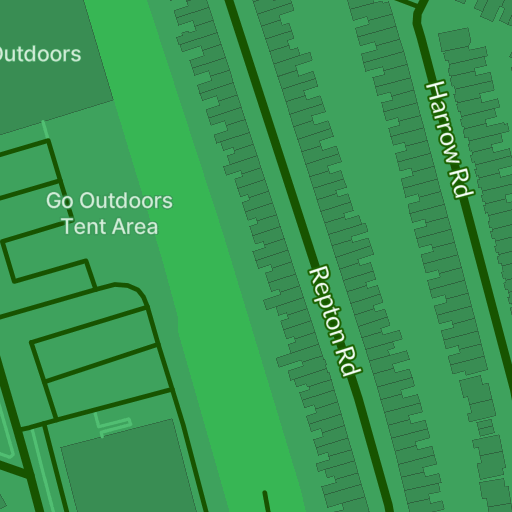 Outdoors
Harrow Rd
Go Outdoors
Tent Area
Repton Rd